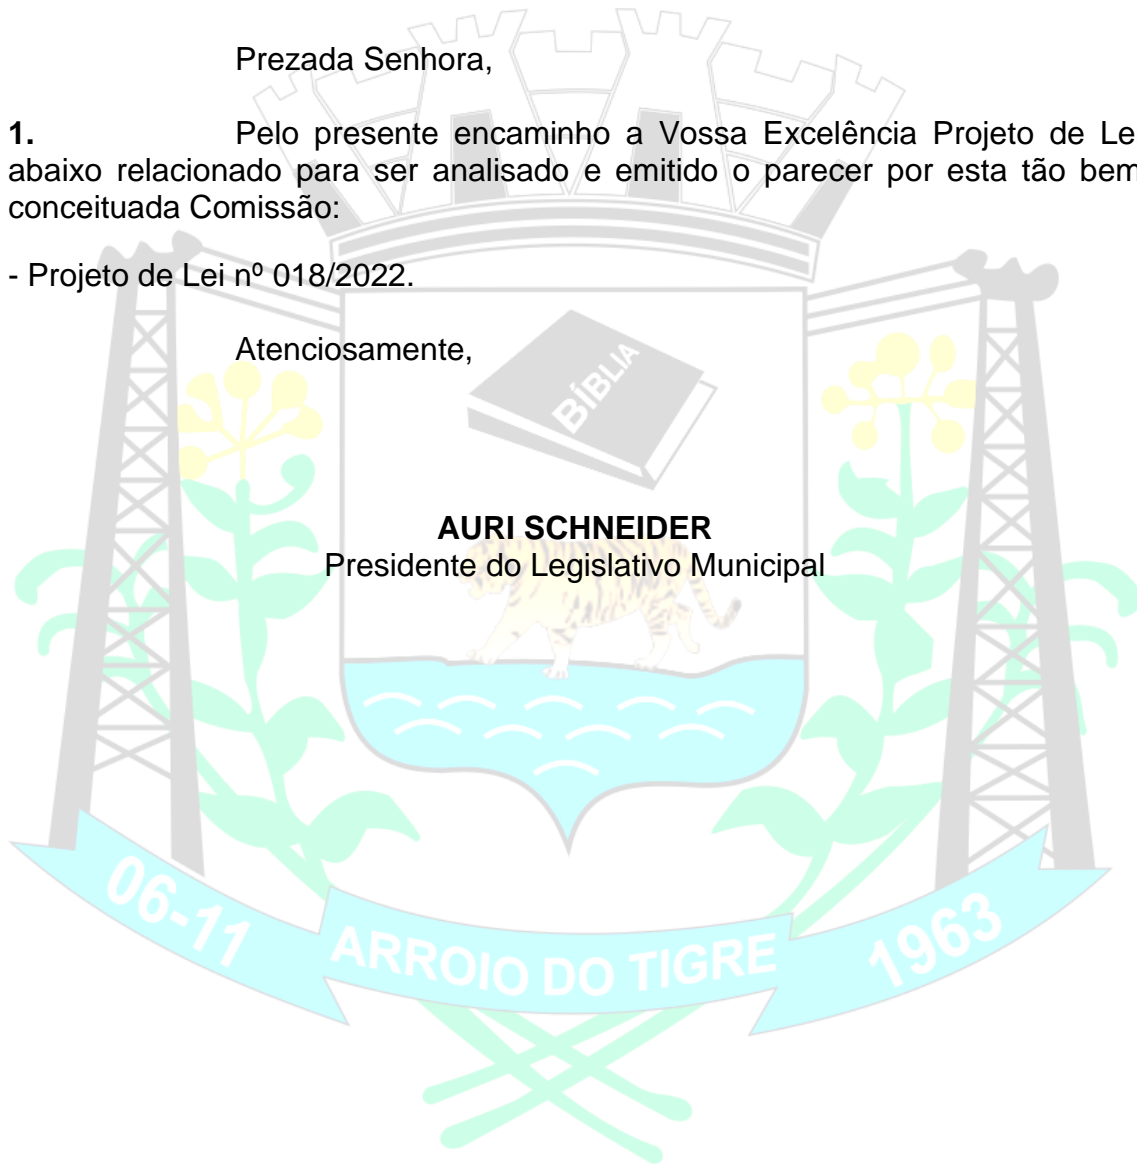 Prezada Senhora,
1. Pelo presente encaminho a Vossa Excelência Projeto de Le
abaixo relacionado para ser analisado e emitido o parecer por esta tão bem
conceituada Comissão:
- Projeto de Lei nº 018/2022.
Atenciosamente,
BÍBLIA
AURI SCHNEIDER
Presidente do Legislativo Municipal
06-11
ARROIO DO TIGRE
1963